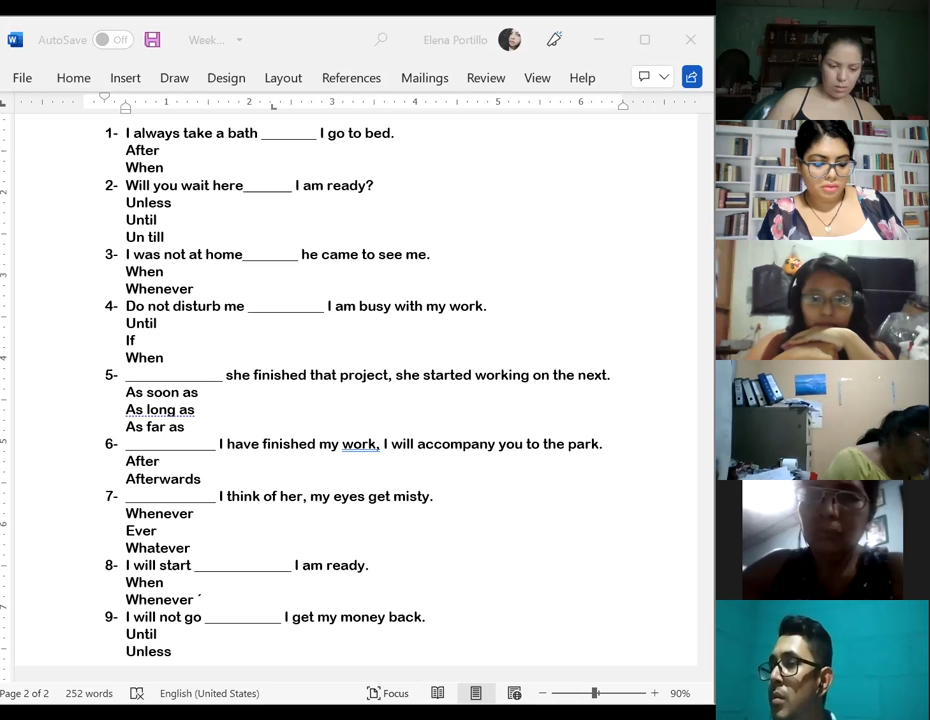 AutoSave Off Week... Elena Portillo
File Home Insert Draw Design Layout References Mailings Review View Help
1 2 3 4 5 6
1- I always take a bath _______ I go to bed.
After
When
2- Will you wait here______ I am ready?
Unless
Until
Un till
3- I was not at home_______ he came to see me.
When
Whenever
4- Do not disturb me __________ I am busy with my work.
Until
If
When
5- _____________ she finished that project, she started working on the next.
As soon as
As long as
As far as
6- ____________ I have finished my work, I will accompany you to the park.
After
Afterwards
7- ____________ I think of her, my eyes get misty.
Whenever
Ever
Whatever
8- I will start _____________ I am ready.
When
Whenever ´
9- I will not go __________ I get my money back.
Until
Unless
Page 2 of 2 252 words English (United States) Focus 90%